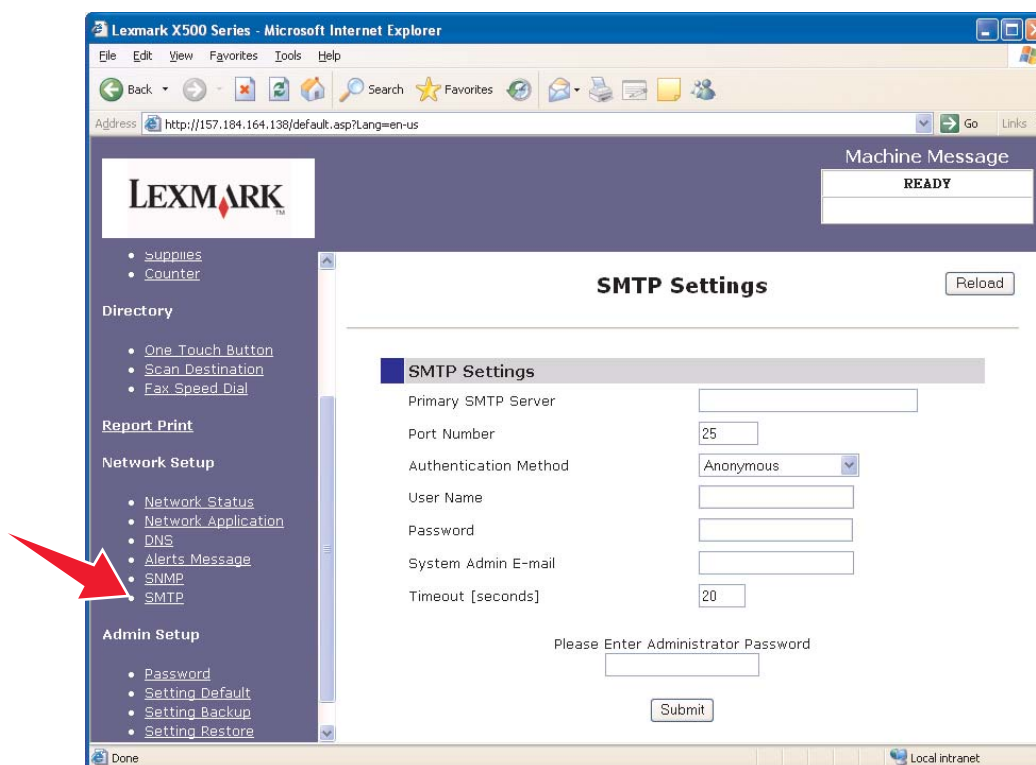 Lexmark X500 Series - Microsoft Internet Explorer
File Edit View Favorites Tools Help
Back Search Favorites
Address http://157.184.164.138/default.asp?Lang=en-us Go Links
Machine Message
READY
LEXMARK™
Supplies
Counter
Directory
One Touch Button
Scan Destination
Fax Speed Dial
Report Print
Network Setup
Network Status
Network Application
DNS
Alerts Message
SNMP
SMTP
Admin Setup
Password
Setting Default
Setting Backup
Setting Restore
SMTP Settings
Reload
SMTP Settings
Primary SMTP Server
Port Number 25
Authentication Method Anonymous
User Name
Password
System Admin E-mail
Timeout [seconds] 20
Please Enter Administrator Password
Submit
Done Local intranet